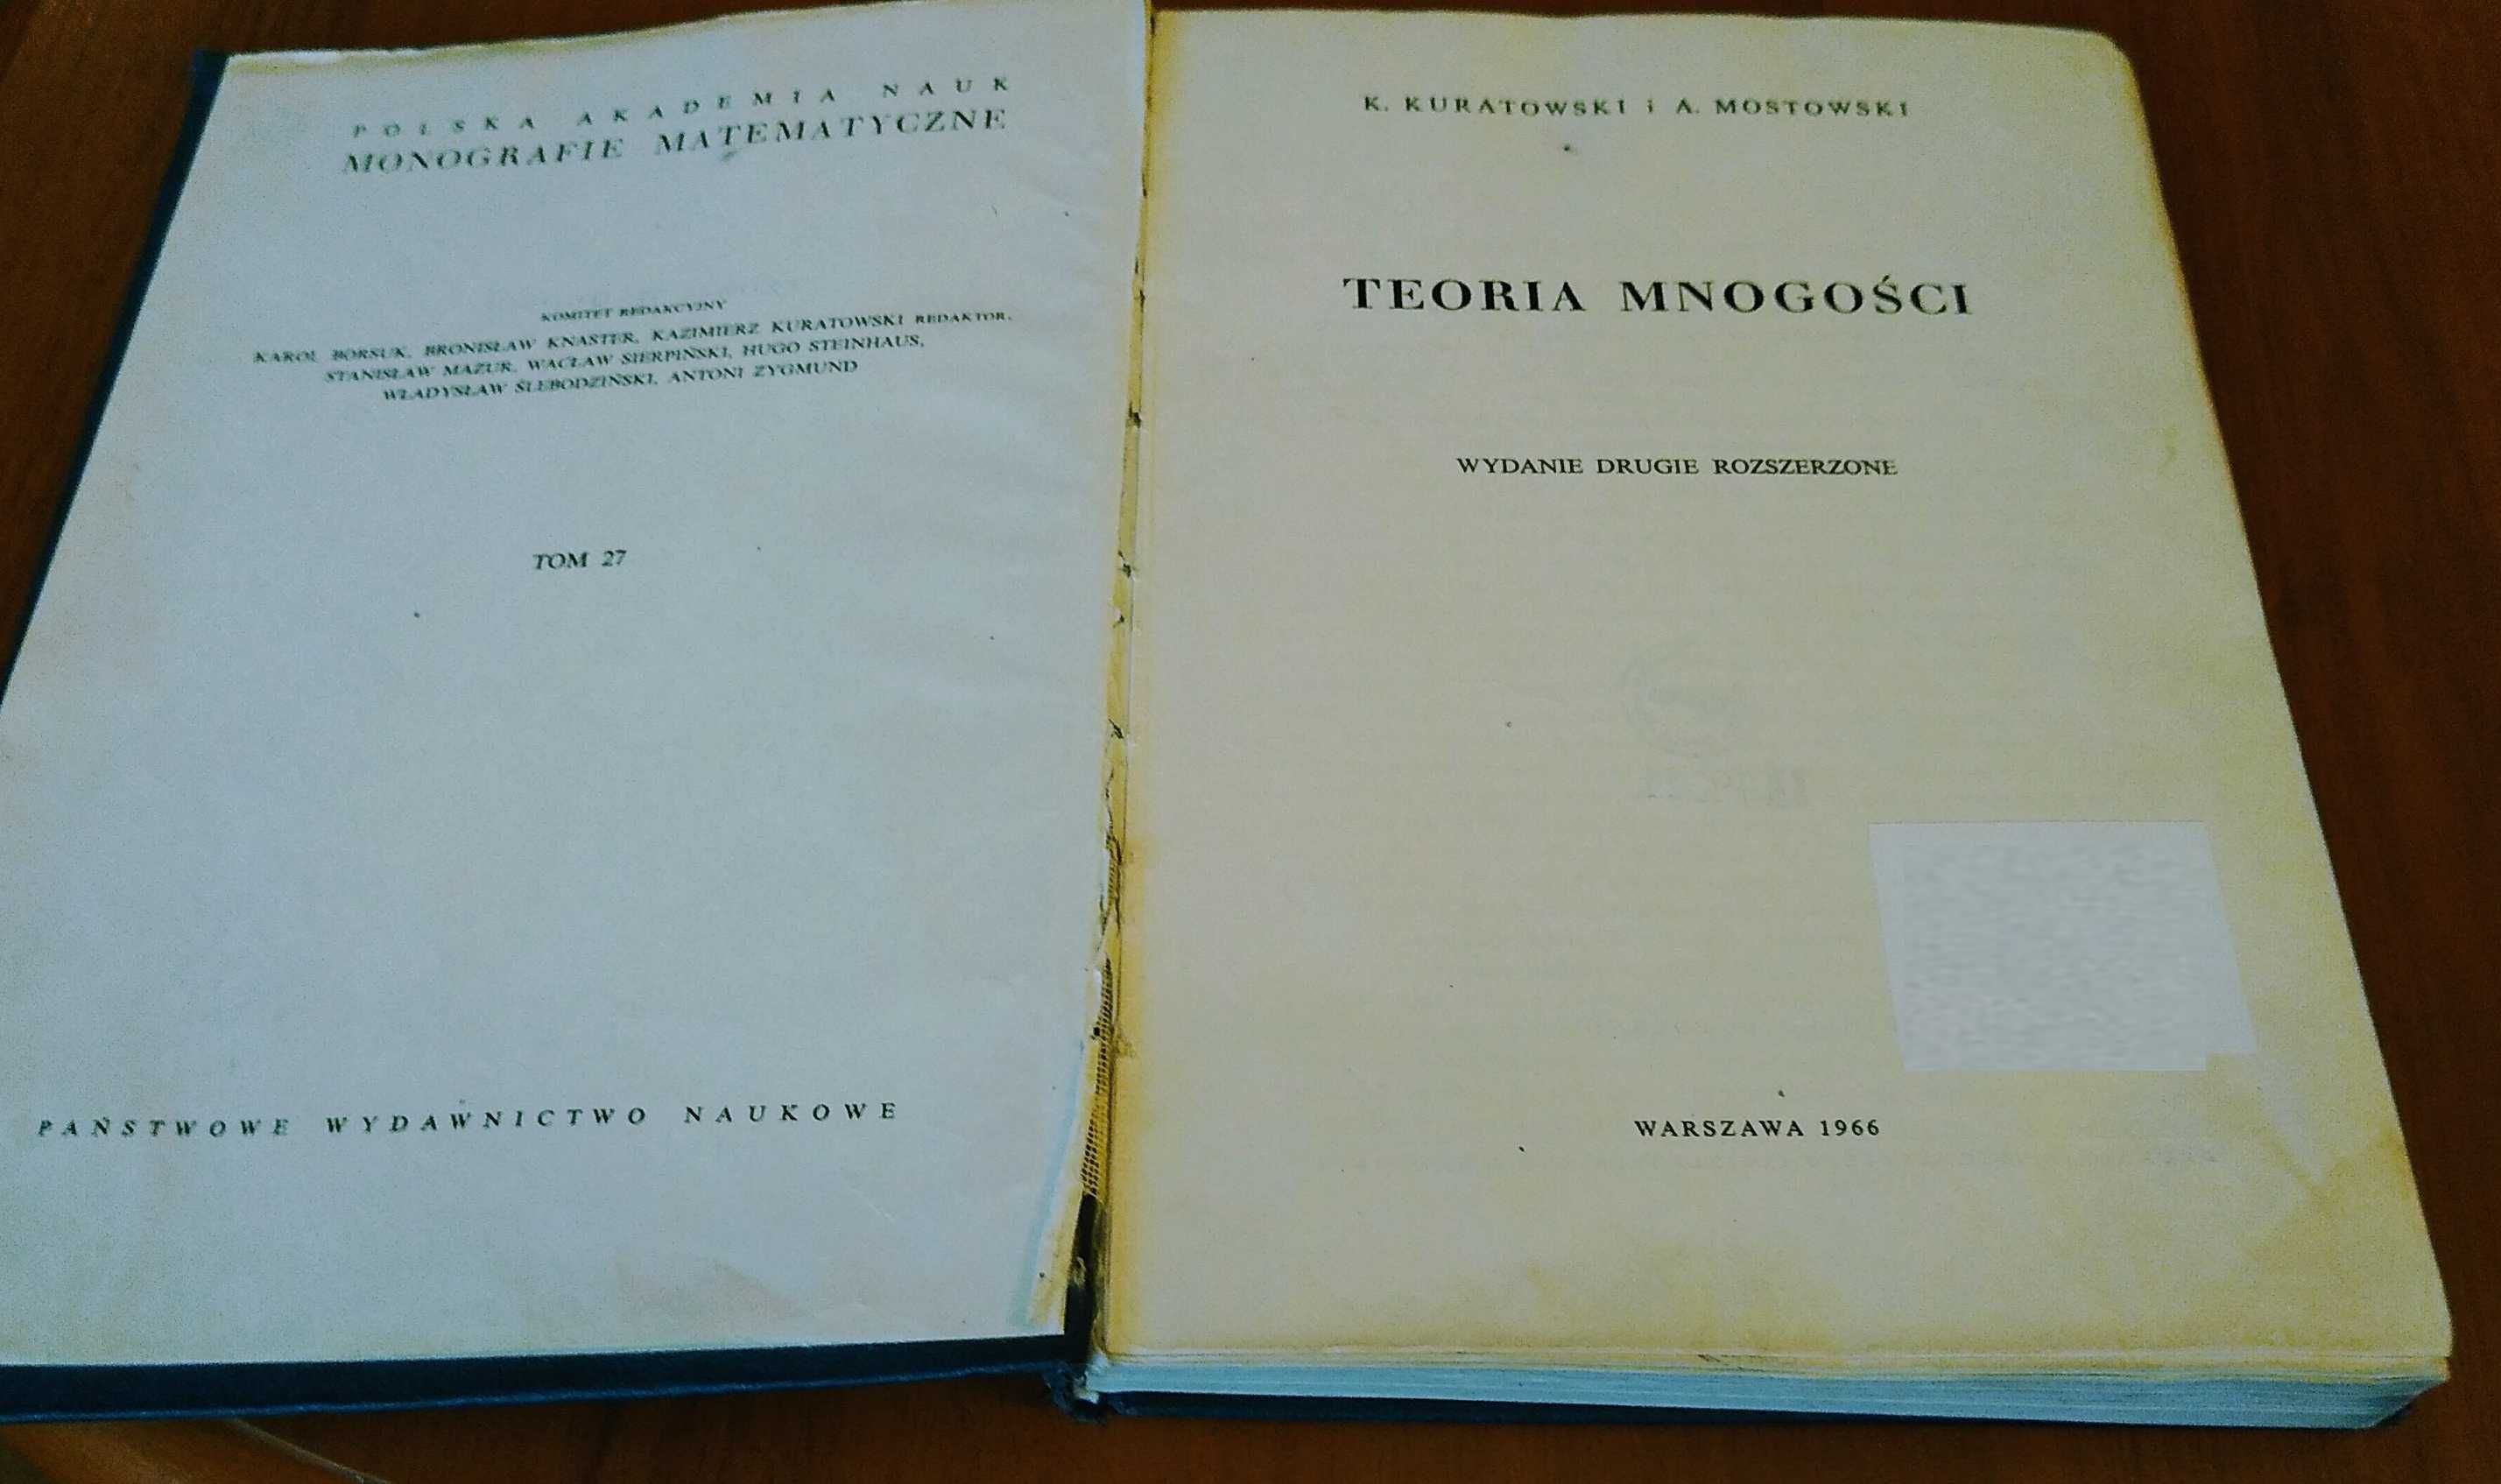 POLSKA AKADEMIA NAUK
MONOGRAFIE MATEMATYCZNE
KOMITET REDAKCYJNY
KAROL BORSUK, BRONISŁAW KNASTER, KAZIMIERZ KURATOWSKI REDAKTOR,
STANISŁAW MAZUR, WACŁAW SIERPIŃSKI, HUGO STEINHAUS,
WŁADYSŁAW ŚLEBODZIŃSKI, ANTONI ZYGMUND
TOM 27
PAŃSTWOWE WYDAWNICTWO NAUKOWE
K. KURATOWSKI i A. MOSTOWSKI
TEORIA MNOGOŚCI
WYDANIE DRUGIE ROZSZERZONE
WARSZAWA 1966